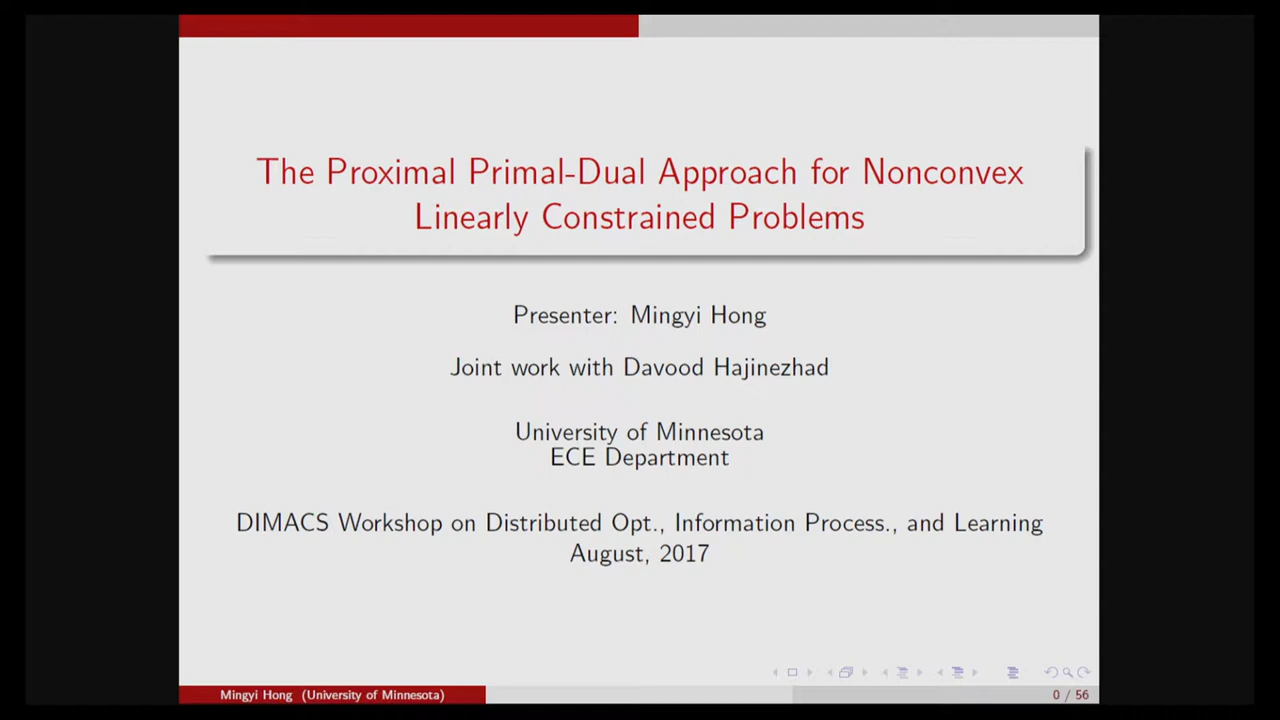 The Proximal Primal-Dual Approach for Nonconvex
Linearly Constrained Problems
Presenter: Mingyi Hong
Joint work with Davood Hajinezhad
University of Minnesota
ECE Department
DIMACS Workshop on Distributed Opt., Information Process., and Learning
August, 2017
Mingyi Hong (University of Minnesota)
0 / 56